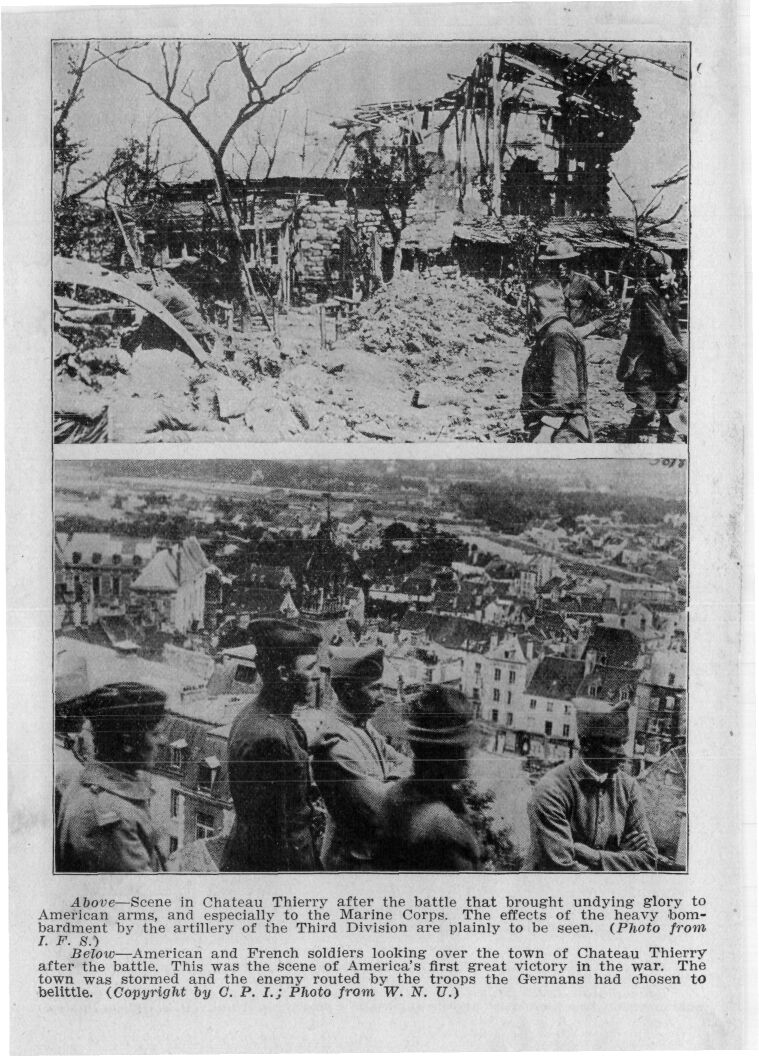 Above—Scene in Chateau Thierry after the battle that brought undying glory to
American arms, and especially to the Marine Corps. The effects of the heavy bom-
bardment by the artillery of the Third Division are plainly to be seen. (Photo from
I. F. S.)
Below—American and French soldiers looking over the town of Chateau Thierry
after the battle. This was the scene of America's first great victory in the war. The
town was stormed and the enemy routed by the troops the Germans had chosen to
belittle. (Copyright by C. P. I.; Photo from W. N. U.)